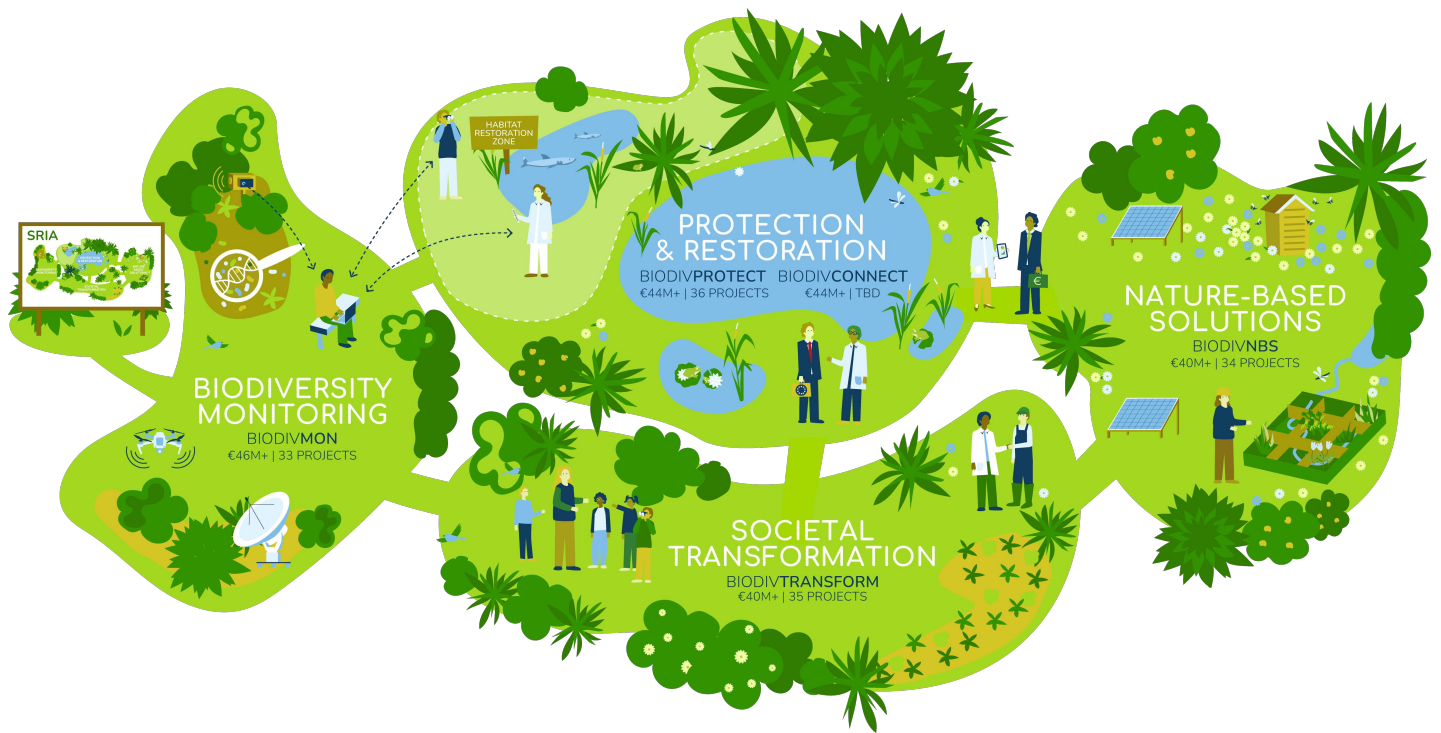 SRIA
HABITAT
RESTORATION
ZONE
PROTECTION
& RESTORATION
BIODIVPROTECT BIODIVCONNECT
€44M+ | 36 PROJECTS €44M+ | TBD
€
NATURE-BASED
SOLUTIONS
BIODIVNBS
€40M+ | 34 PROJECTS
BIODIVERSITY
MONITORING
BIODIVMON
€46M+ | 33 PROJECTS
SOCIETAL
TRANSFORMATION
BIODIVTRANSFORM
€40M+ | 35 PROJECTS